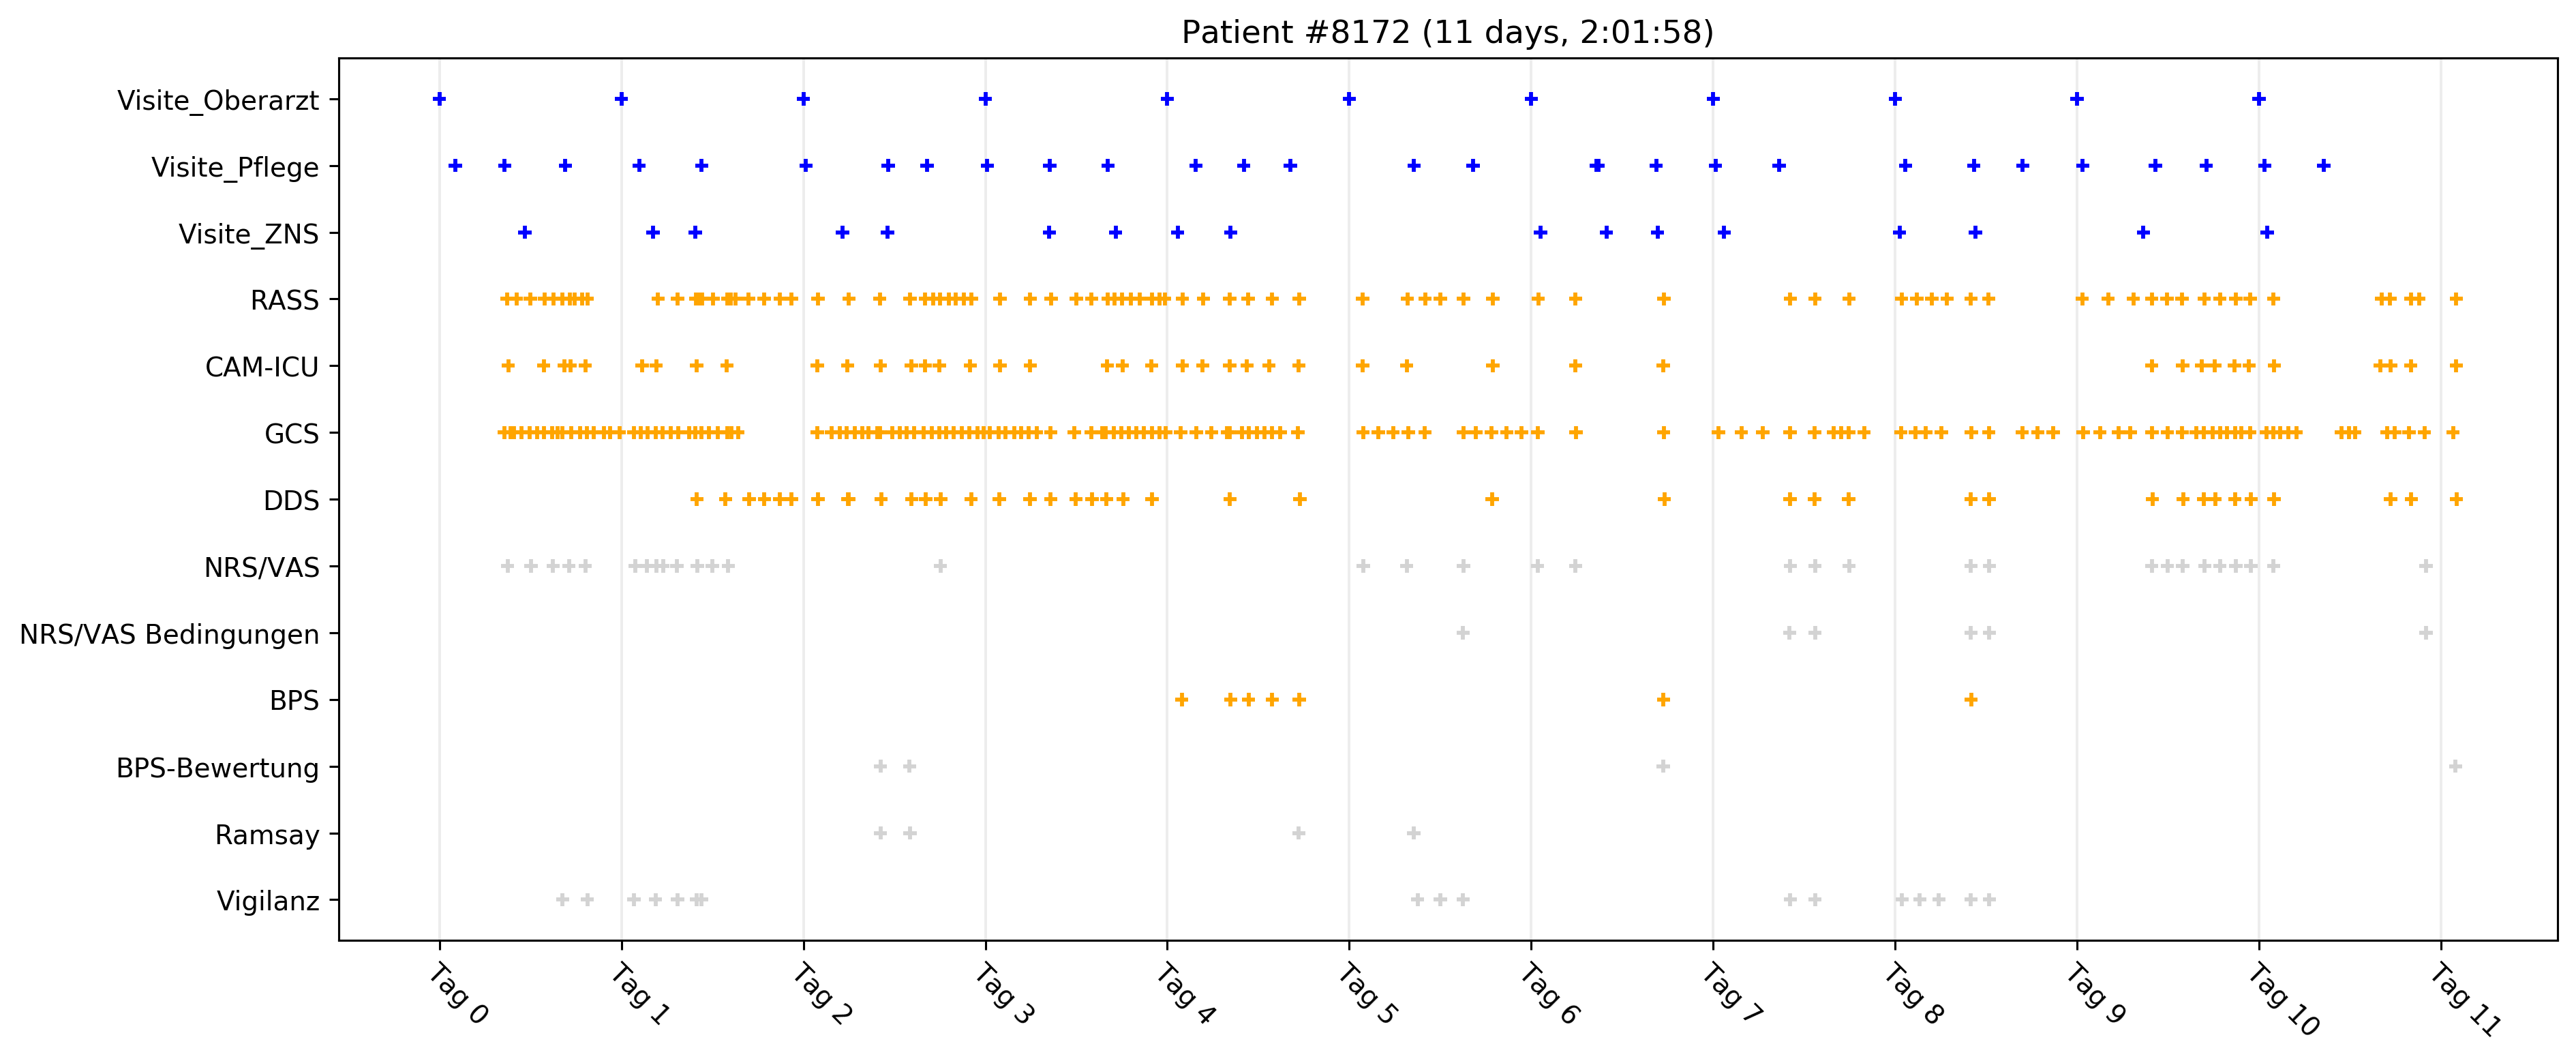 Patient #8172 (11 days, 2:01:58)
Visite_Oberarzt
Visite_Pflege
Visite_ZNS
RASS
CAM-ICU
GCS
DDS
NRS/VAS
NRS/VAS Bedingungen
BPS
BPS-Bewertung
Ramsay
Vigilanz
Tag 0
Tag 1
Tag 2
Tag 3
Tag 4
Tag 5
Tag 6
Tag 7
Tag 8
Tag 9
Tag 10
Tag 11